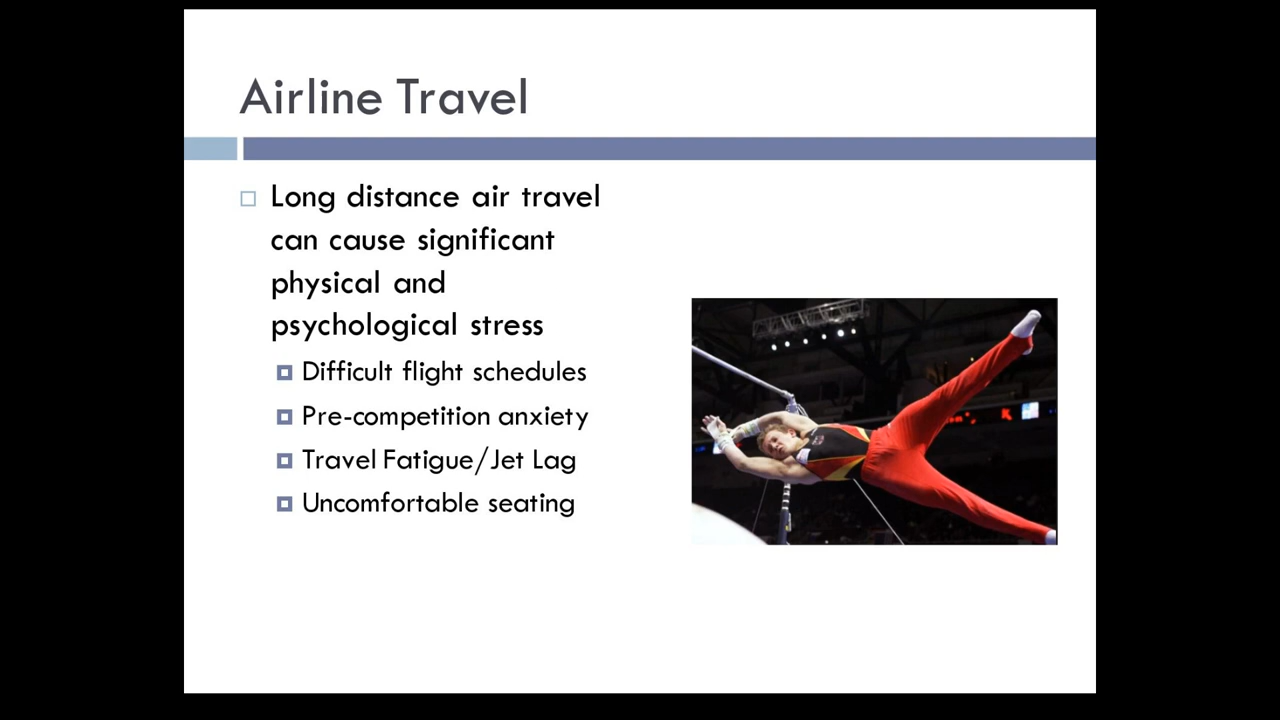 Airline Travel
Long distance air travel
can cause significant
physical and
psychological stress
Difficult flight schedules
Pre-competition anxiety
Travel Fatigue/Jet Lag
Uncomfortable seating